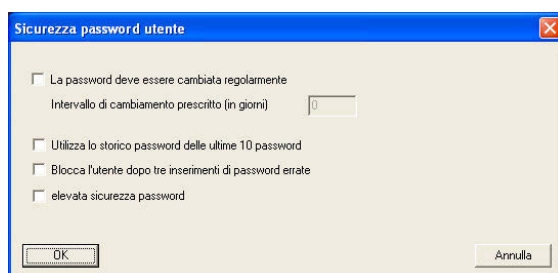 Sicurezza password utente
La password deve essere cambiata regolarmente
Intervallo di cambiamento prescritto (in giorni) 0
Utilizza lo storico password delle ultime 10 password
Blocca l'utente dopo tre inserimenti di password errate
elevata sicurezza password
OK Annulla